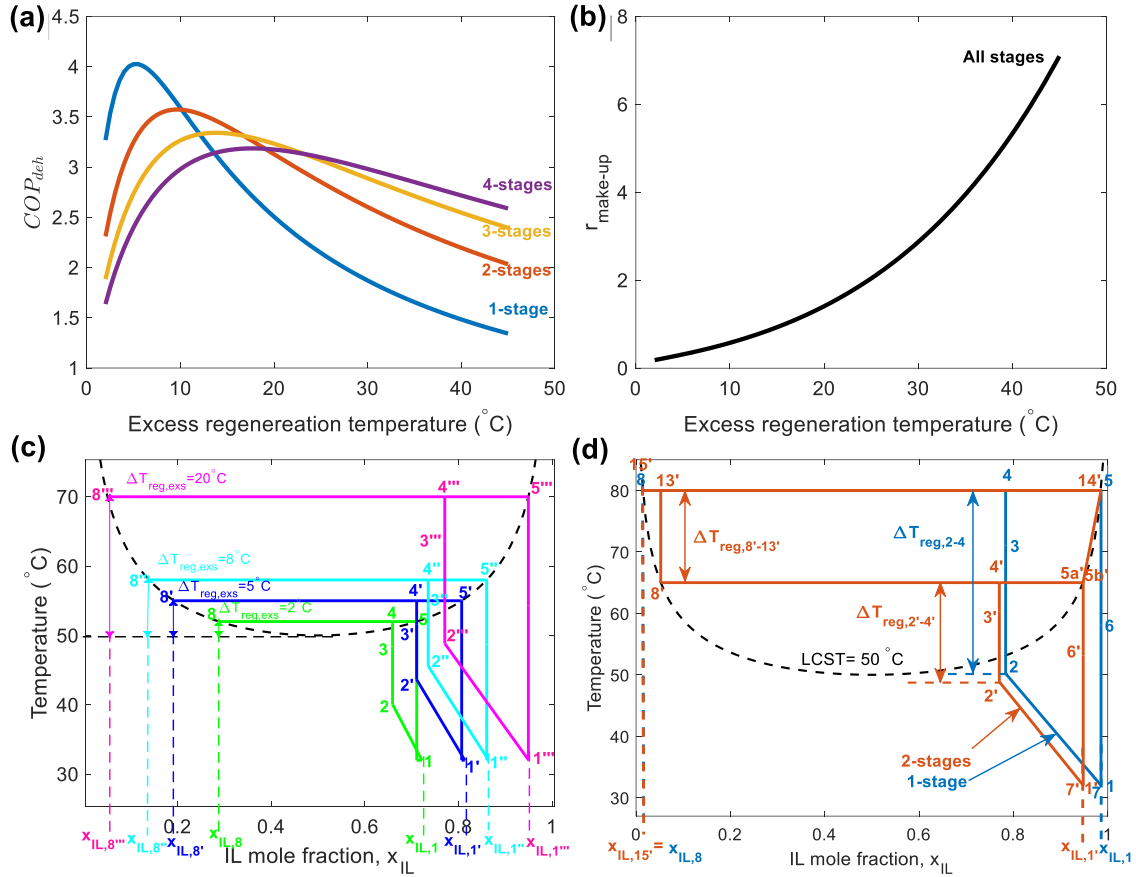 (a)
4.5
4
3.5
3
2.5
2
1.5
1
COP_deh
4-stages
3-stages
2-stages
1-stage
0 10 20 30 40 50
Excess regenereation temperature (°C)
(b)
8
6
4
2
0
r_make-up
All stages
0 10 20 30 40 50
Excess regeneration temperature (°C)
(c)
70
60
50
40
30
Temperature (°C)
ΔT_reg,exs=20°C
8''' 4''' 5'''
3'''
ΔT_reg,exs=8°C
8'' 4'' 5''
ΔT_reg,exs=5°C
8' 4' 5'
ΔT_reg,exs=2°C
8 4 5
3 3' 3''
2''' 2'' 2' 2
1 1' 1'' 1'''
0.2 0.4 0.6 0.8 1
x_IL,8''' x_IL,8'' x_IL,8' x_IL,8 x_IL,1 x_IL,1' x_IL,1'' x_IL,1'''
IL mole fraction, x_IL
(d)
80
70
60
50
40
30
Temperature (°C)
15'
8 13' 4 14' 5
ΔT_reg,8'-13' ΔT_reg,2-4 3
8' 4' 5a' 5b'
ΔT_reg,2'-4' 3' 6' 6
LCST= 50 °C
2
2'
2-stages
1-stage
7' 1' 7 1
0 0.2 0.4 0.6 0.8 1
x_IL,15' = x_IL,8 x_IL,1' x_IL,1
IL mole fraction, x_IL